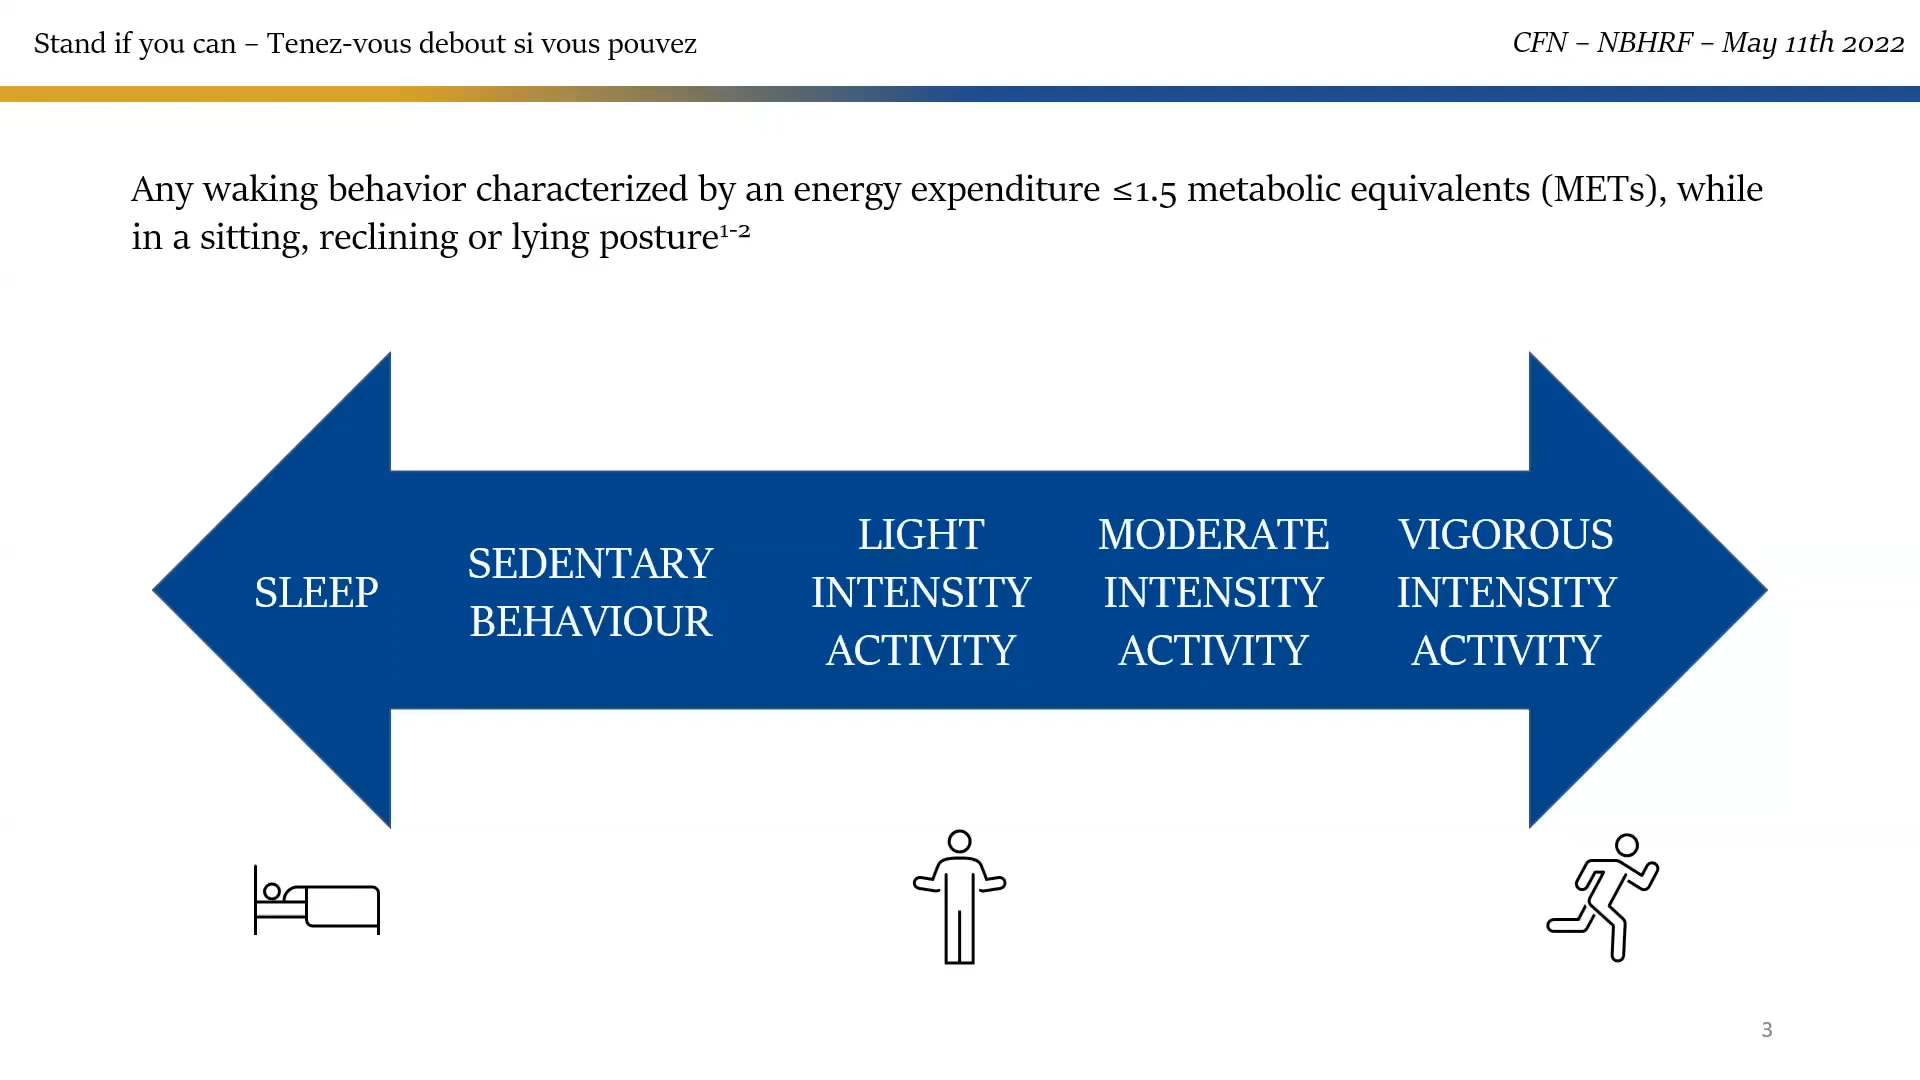 Stand if you can – Tenez-vous debout si vous pouvez
CFN – NBHRF – May 11th 2022
Any waking behavior characterized by an energy expenditure ≤1.5 metabolic equivalents (METs), while
in a sitting, reclining or lying posture¹⁻²
SLEEP
SEDENTARY
BEHAVIOUR
LIGHT
INTENSITY
ACTIVITY
MODERATE
INTENSITY
ACTIVITY
VIGOROUS
INTENSITY
ACTIVITY
3